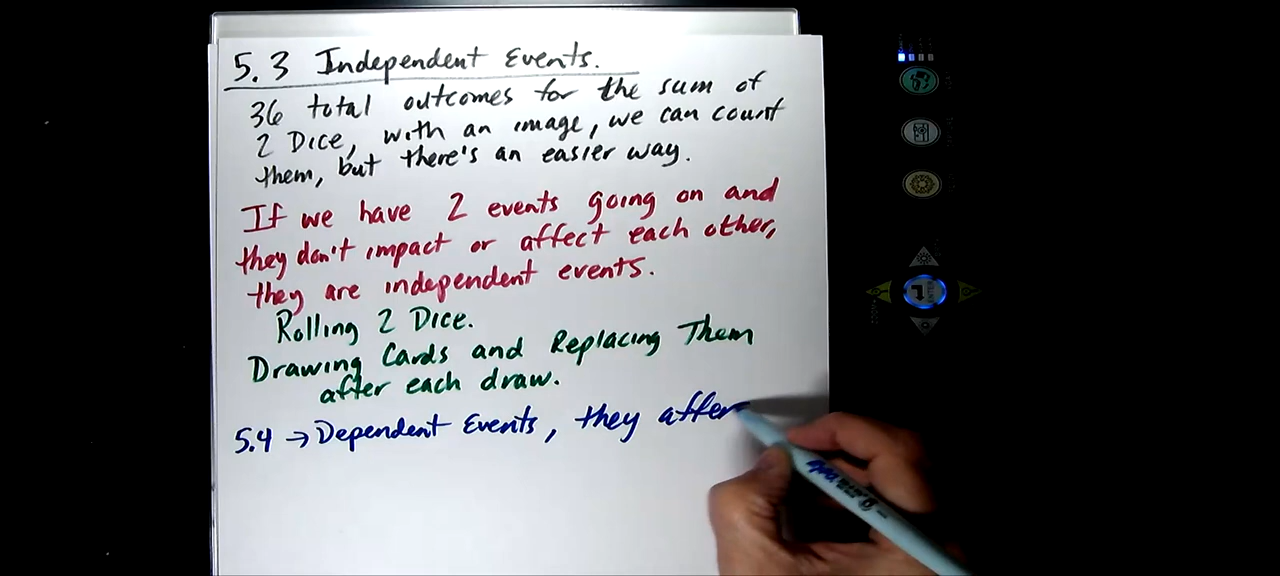 5.3 Independent Events.
36 total outcomes for the sum of
2 Dice, with an image, we can count
them, but there's an easier way.
If we have 2 events going on and
they don't impact or affect each other,
they are independent events.
Rolling 2 Dice.
Drawing Cards and Replacing Them
after each draw.
5.4 → Dependent Events, they affec
ENTER